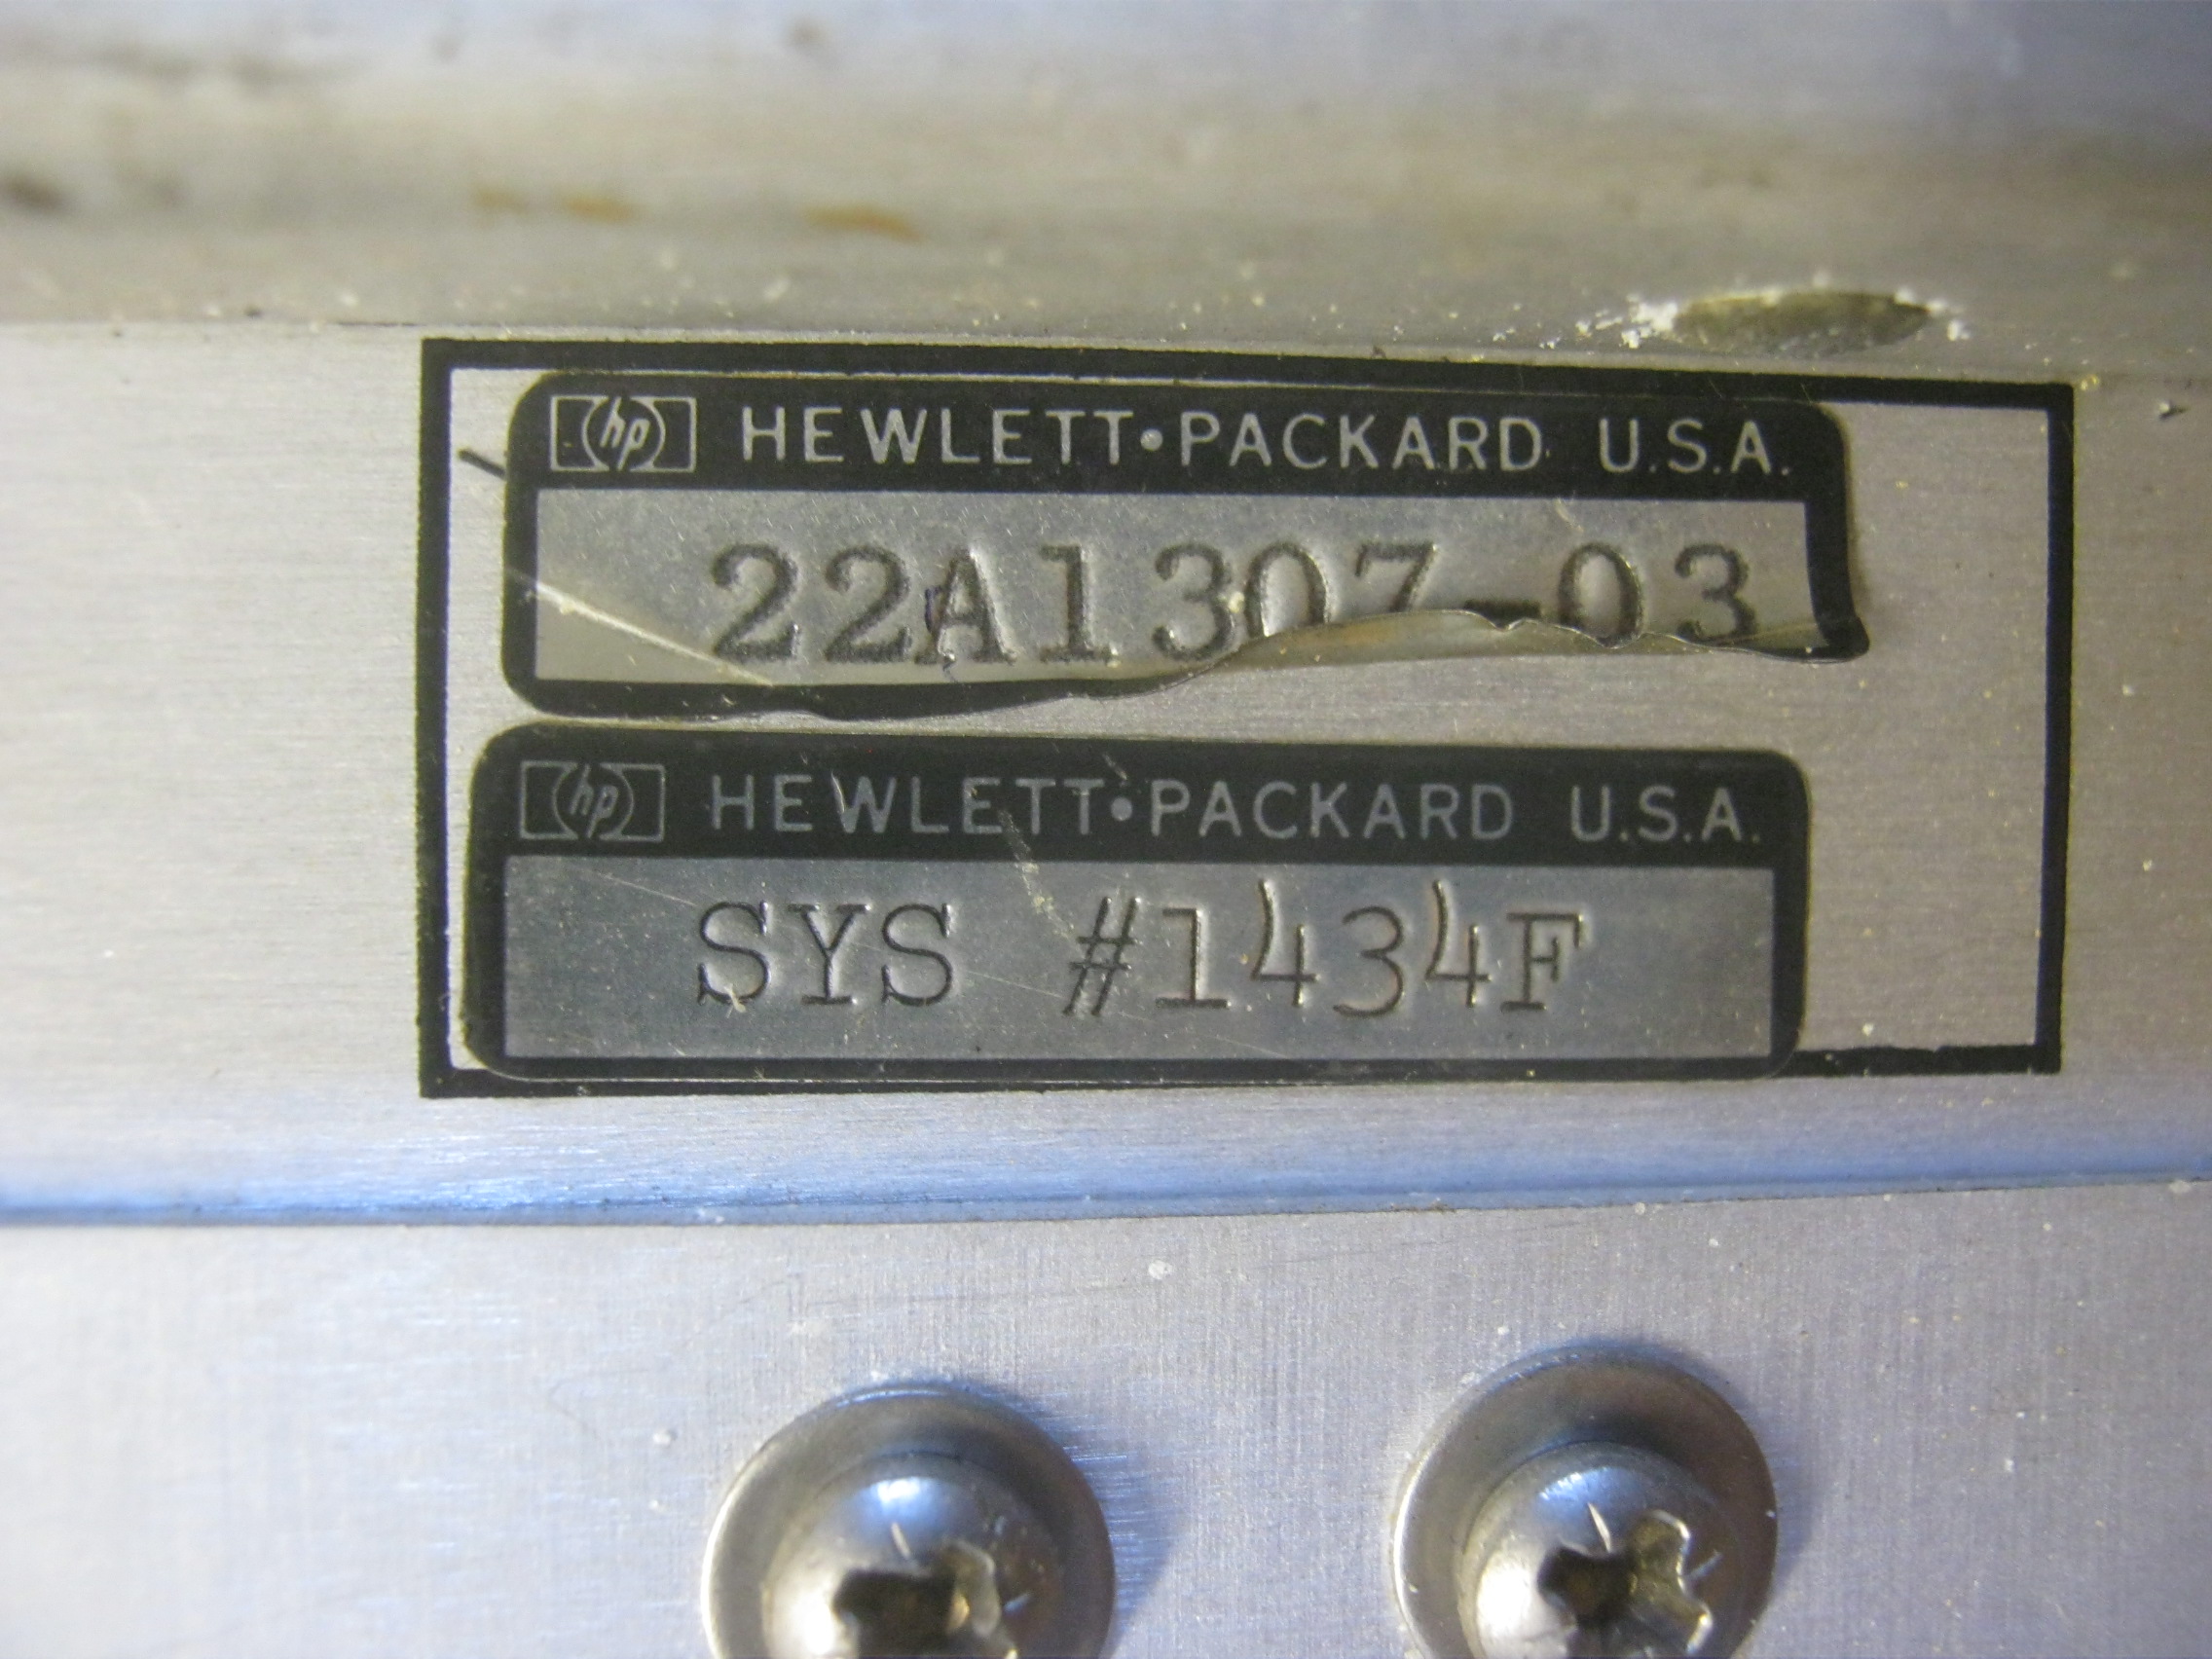 hp HEWLETT•PACKARD U.S.A.
22A1307-03
hp HEWLETT•PACKARD U.S.A.
SYS #1434F